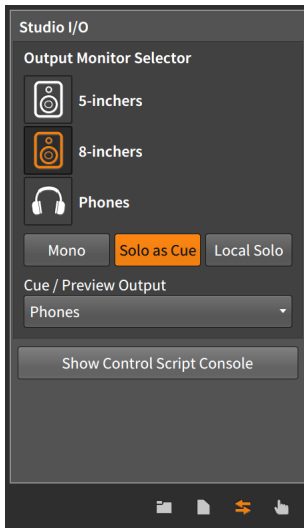 Studio I/O
Output Monitor Selector
5-inchers
8-inchers
Phones
Mono Solo as Cue Local Solo
Cue / Preview Output
Phones
Show Control Script Console